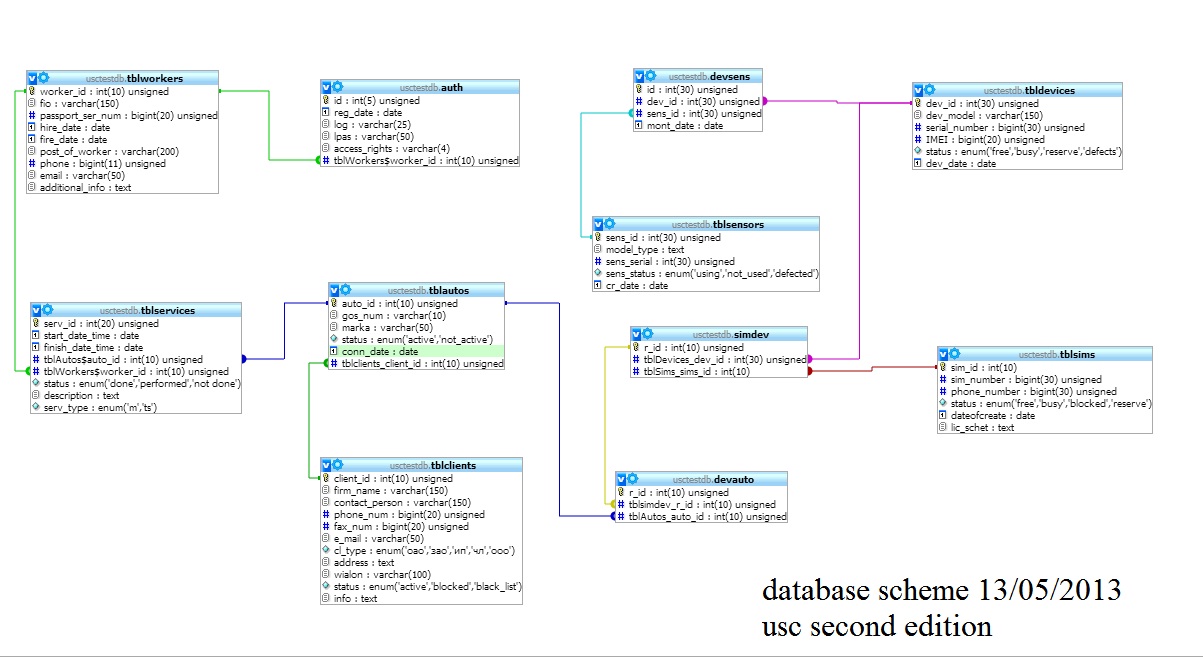 usctestdb.tblworkers
worker_id : int(10) unsigned
fio : varchar(150)
passport_ser_num : bigint(20) unsigned
hire_date : date
fire_date : date
post_of_worker : varchar(200)
phone : bigint(11) unsigned
email : varchar(50)
additional_info : text
usctestdb.auth
id : int(5) unsigned
reg_date : date
log : varchar(25)
lpas : varchar(50)
access_rights : varchar(4)
tblWorkers$worker_id : int(10) unsigned
usctestdb.devsens
id : int(30) unsigned
dev_id : int(30) unsigned
sens_id : int(30) unsigned
mont_date : date
usctestdb.tbldevices
dev_id : int(30) unsigned
dev_model : varchar(150)
serial_number : bigint(30) unsigned
IMEI : bigint(20) unsigned
status : enum('free','busy','reserve','defects')
dev_date : date
usctestdb.tblsensors
sens_id : int(30) unsigned
model_type : text
sens_serial : int(30) unsigned
sens_status : enum('using','not_used','defected')
cr_date : date
usctestdb.tblservices
serv_id : int(20) unsigned
start_date_time : date
finish_date_time : date
tblAutos$auto_id : int(10) unsigned
tblWorkers$worker_id : int(10) unsigned
status : enum('done','performed','not done')
description : text
serv_type : enum('m','ts')
usctestdb.tblautos
auto_id : int(10) unsigned
gos_num : varchar(10)
marka : varchar(50)
status : enum('active','not_active')
conn_date : date
tblclients_client_id : int(10) unsigned
usctestdb.simdev
r_id : int(10) unsigned
tblDevices_dev_id : int(30) unsigned
tblSims_sims_id : int(10)
usctestdb.tblsims
sim_id : int(10)
sim_number : bigint(30) unsigned
phone_number : bigint(30) unsigned
status : enum('free','busy','blocked','reserve')
dateofcreate : date
lic_schet : text
usctestdb.tblclients
client_id : int(10) unsigned
firm_name : varchar(150)
contact_person : varchar(150)
phone_num : bigint(20) unsigned
fax_num : bigint(20) unsigned
e_mail : varchar(50)
cl_type : enum('оао','зао','ип','чл','ооо')
address : text
wialon : varchar(100)
status : enum('active','blocked','black_list')
info : text
usctestdb.devauto
r_id : int(10) unsigned
tblsimdev_r_id : int(10) unsigned
tblAutos_auto_id : int(10) unsigned
database scheme 13/05/2013
usc second edition